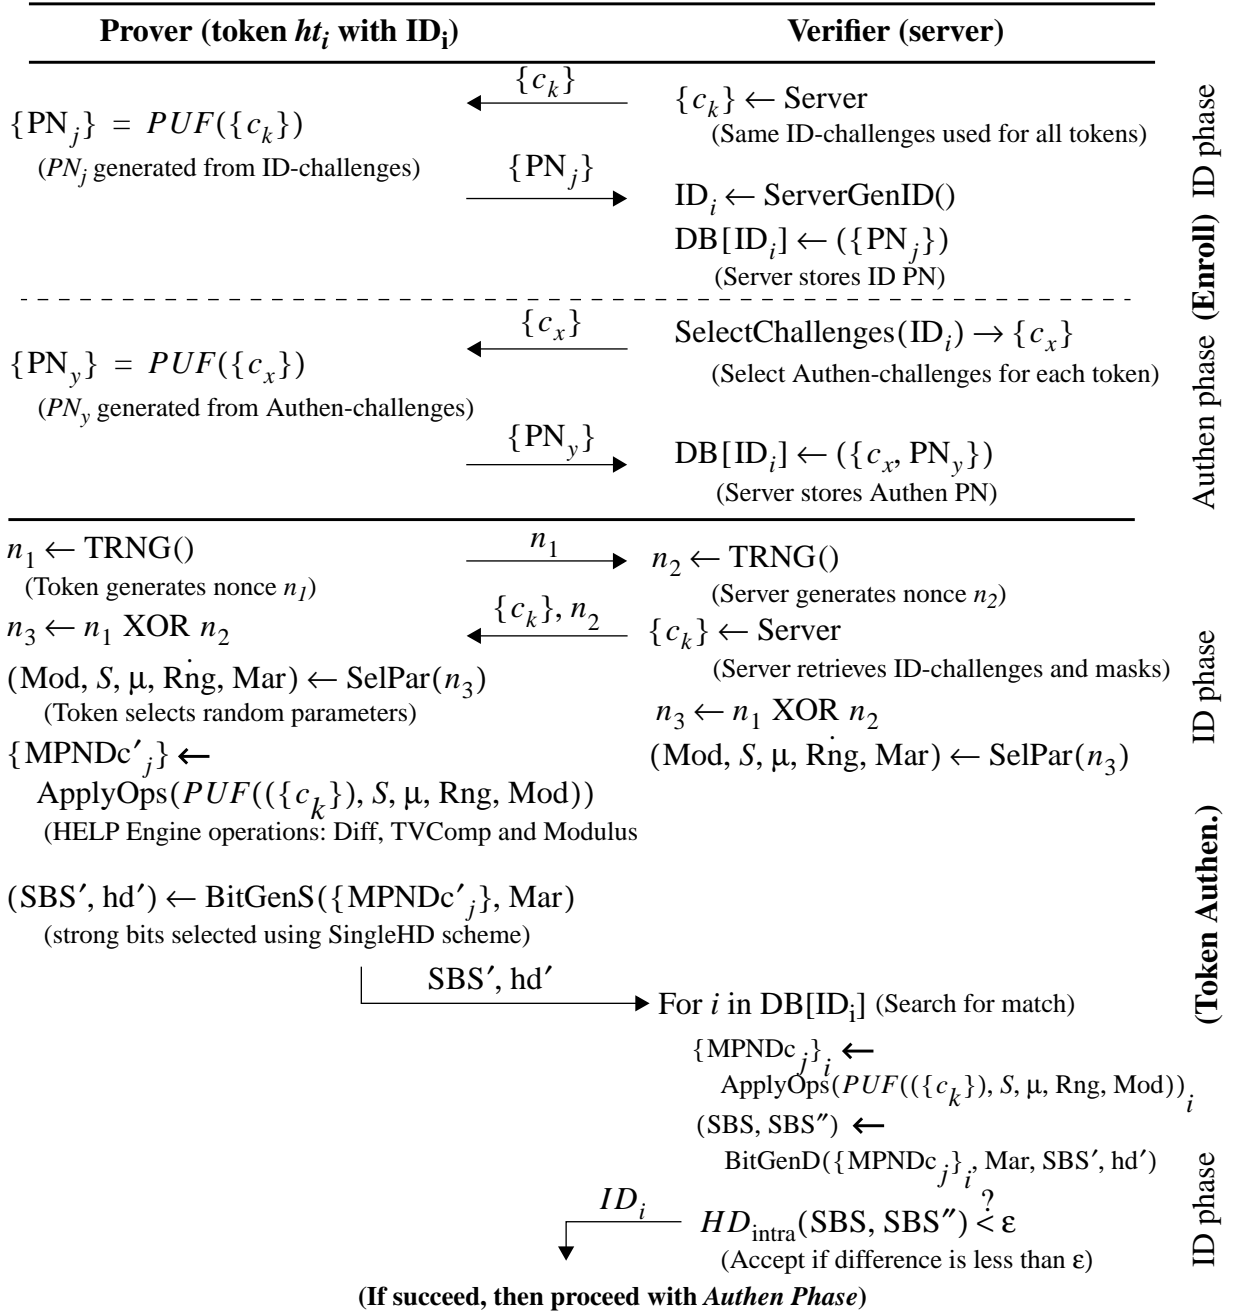 Prover (token ht_i with ID_i)    Verifier (server)
{c_k}
{c_k} ← Server
{PN_j} = PUF({c_k})
(Same ID-challenges used for all tokens)
(PN_j generated from ID-challenges)
{PN_j}
ID_i ← ServerGenID()
DB[ID_i] ← ({PN_j})
(Server stores ID PN)
ID phase
{c_x}
SelectChallenges(ID_i) → {c_x}
{PN_y} = PUF({c_x})
(Select Authen-challenges for each token)
(PN_y generated from Authen-challenges)
{PN_y}
DB[ID_i] ← ({c_x, PN_y})
(Server stores Authen PN)
Authen phase
(Enroll)
n_1 ← TRNG()
n_1
n_2 ← TRNG()
(Token generates nonce n_1)
(Server generates nonce n_2)
{c_k}, n_2
n_3 ← n_1 XOR n_2
{c_k} ← Server
(Server retrieves ID-challenges and masks)
(Mod, S, μ, Rng, Mar) ← SelPar(n_3)
(Token selects random parameters)
n_3 ← n_1 XOR n_2
{MPNDc′_j} ←
(Mod, S, μ, Rng, Mar) ← SelPar(n_3)
ApplyOps(PUF(({c_k}), S, μ, Rng, Mod))
(HELP Engine operations: Diff, TVComp and Modulus
ID phase
(SBS′, hd′) ← BitGenS({MPNDc′_j}, Mar)
(strong bits selected using SingleHD scheme)
SBS′, hd′
For i in DB[ID_i] (Search for match)
(Token Authen.)
{MPNDc_j}_i ←
ApplyOps(PUF(({c_k}), S, μ, Rng, Mod))_i
(SBS, SBS″) ←
BitGenD({MPNDc_j}_i, Mar, SBS′, hd′)
ID_i
?
HD_intra(SBS, SBS″) < ε
(Accept if difference is less than ε)
ID phase
(If succeed, then proceed with Authen Phase)